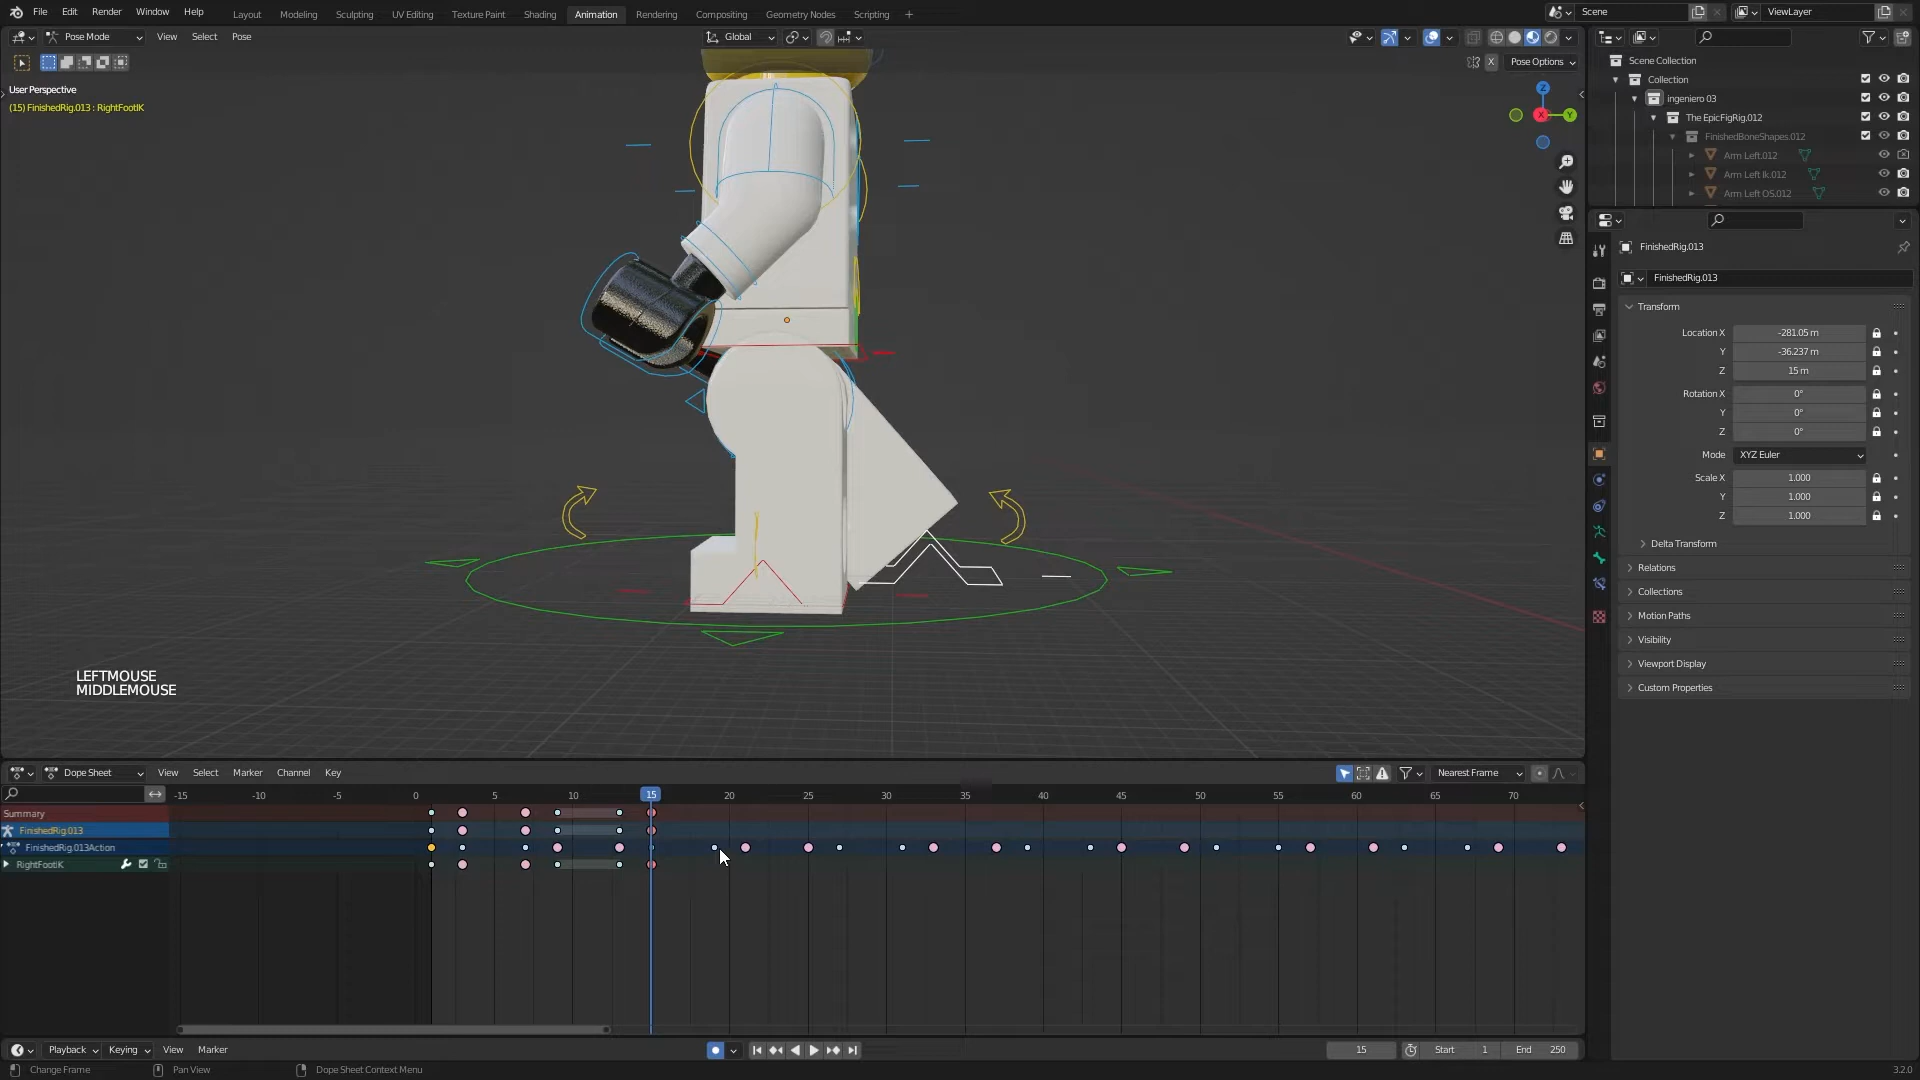 File Edit Render Window Help Layout Modeling Sculpting UV Editing Texture Paint Shading Animation Rendering Compositing Geometry Nodes Scripting + Scene ViewLayer
Pose Mode View Select Pose Global
X Pose Options
User Perspective
(15) FinishedRig.013 : RightFootIK
Z
X
Y
LEFTMOUSE
MIDDLEMOUSE
Scene Collection
Collection
ingeniero 03
The EpicFigRig.012
FinishedBoneShapes.012
Arm Left.012
Arm Left Ik.012
Arm Left OS.012
FinishedRig.013
FinishedRig.013
Transform
Location X -281.05 m
Y -36.237 m
Z 15 m
Rotation X 0°
Y 0°
Z 0°
Mode XYZ Euler
Scale X 1.000
Y 1.000
Z 1.000
Delta Transform
Relations
Collections
Motion Paths
Visibility
Viewport Display
Custom Properties
Dope Sheet View Select Marker Channel Key Nearest Frame
-15 -10 -5 0 5 10 15 20 25 30 35 40 45 50 55 60 65 70
Summary
FinishedRig.013
FinishedRig.013Action
RightFootIK
Playback Keying View Marker 15 Start 1 End 250
Change Frame Pan View Dope Sheet Context Menu 3.2.0